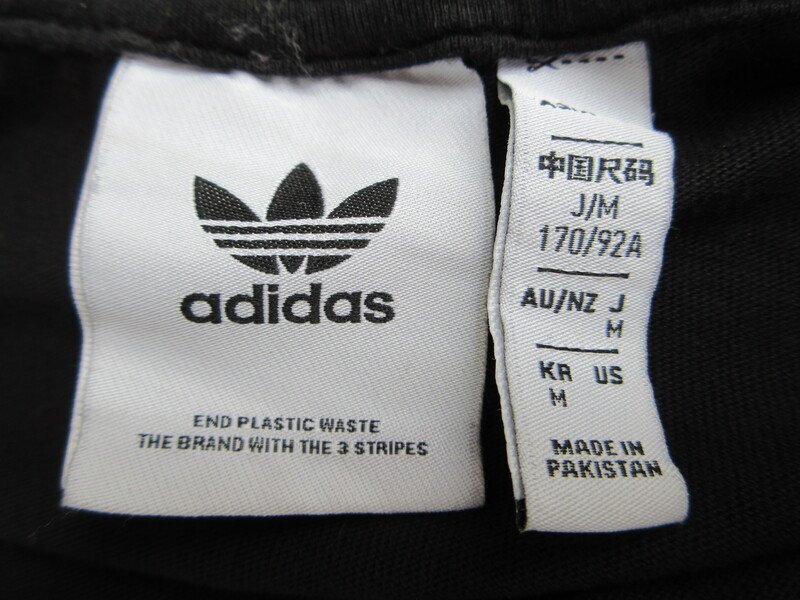 adidas
END PLASTIC WASTE
THE BRAND WITH THE 3 STRIPES
中国尺码
J/M
170/92A
AU/NZ J
M
KR US
M
MADE IN
PAKISTAN